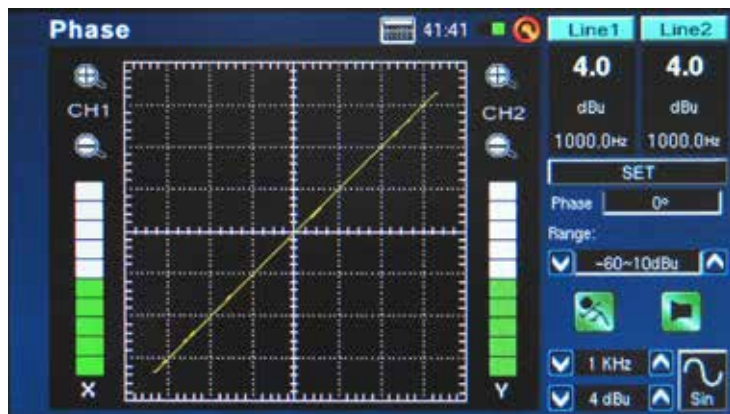 Phase
41:41
Line1 Line2
4.0 4.0
dBu dBu
1000.0Hz 1000.0Hz
CH1
CH2
SET
Phase 0°
Range:
-60~10dBu
1 KHz
4 dBu
Sin
X
Y